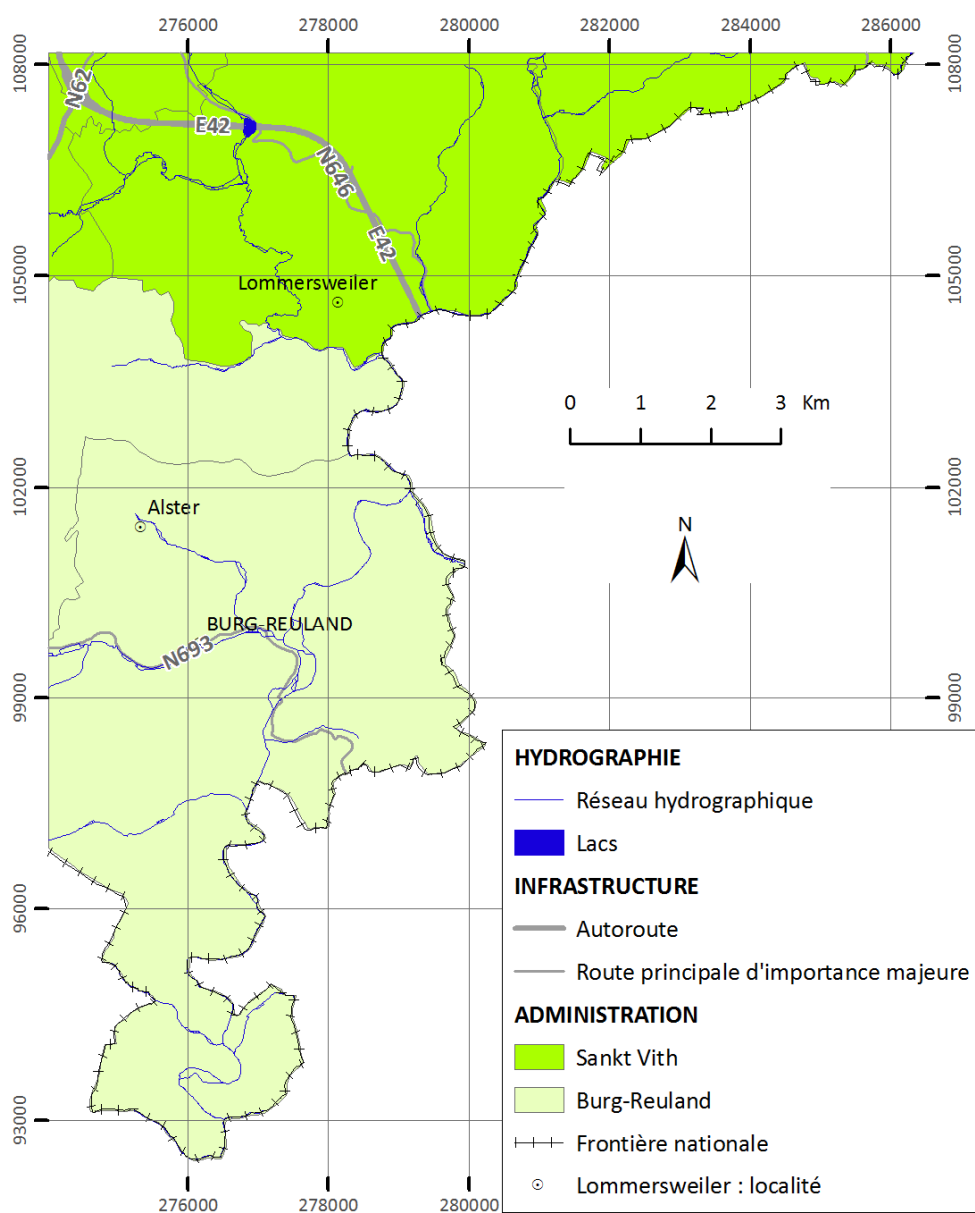 276000 278000 280000 282000 284000 286000
108000 108000
N62
E42
N646
E42
105000 105000
Lommersweiler
0 1 2 3 Km
102000 102000
Alster
N
BURG-REULAND
N693
99000 99000
HYDROGRAPHIE
Réseau hydrographique
Lacs
INFRASTRUCTURE
96000
Autoroute
Route principale d'importance majeure
ADMINISTRATION
Sankt Vith
Burg-Reuland
93000
Frontière nationale
Lommersweiler : localité
276000 278000 280000